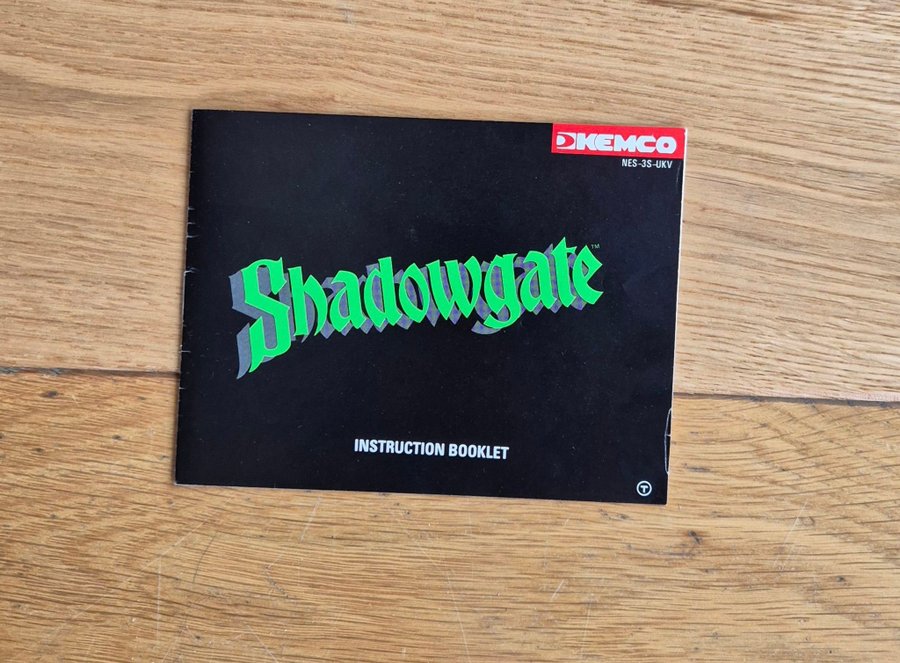 KEMCO
NES-3S-UKV
Shadowgate™
INSTRUCTION BOOKLET
T